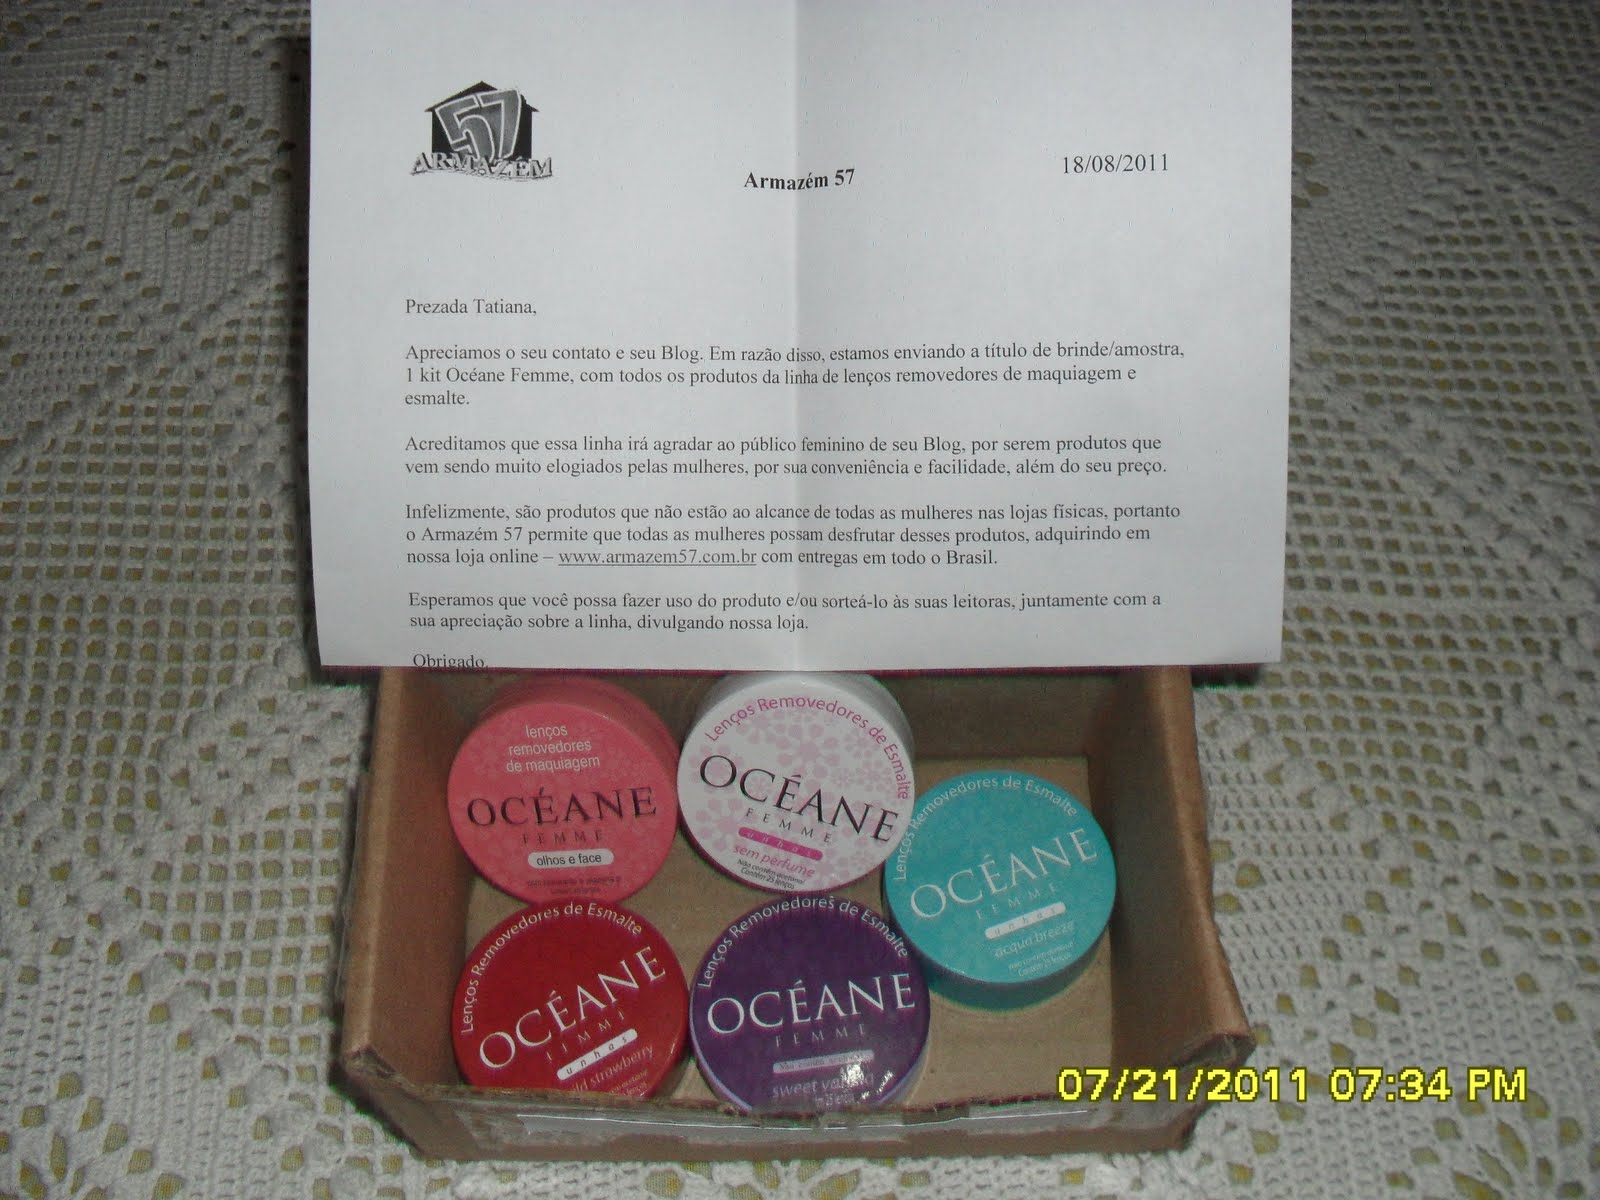 57
ARMAZÉM
Armazém 57
18/08/2011
Prezada Tatiana,
Apreciamos o seu contato e seu Blog. Em razão disso, estamos enviando a título de brinde/amostra,
1 kit Océane Femme, com todos os produtos da linha de lenços removedores de maquiagem e
esmalte.
Acreditamos que essa linha irá agradar ao público feminino de seu Blog, por serem produtos que
vem sendo muito elogiados pelas mulheres, por sua conveniência e facilidade, além do seu preço.
Infelizmente, são produtos que não estão ao alcance de todas as mulheres nas lojas físicas, portanto
o Armazém 57 permite que todas as mulheres possam desfrutar desses produtos, adquirindo em
nossa loja online – www.armazem57.com.br com entregas em todo o Brasil.
Esperamos que você possa fazer uso do produto e/ou sorteá-lo às suas leitoras, juntamente com a
sua apreciação sobre a linha, divulgando nossa loja.
Obrigado,
lenços
removedores
de maquiagem
OCÉANE
FEMME
olhos e face
Lenços Removedores de Esmalte
OCÉANE
FEMME
unhas
sem perfume
Não contém acetona!
Contém 25 lenços
Lenços Removedores de Esmalte
OCÉANE
FEMME
unhas
acqua breeze
Lenços Removedores de Esmalte
OCÉANE
FEMME
unhas
strawberry
Lenços Removedores de Esmalte
OCÉANE
FEMME
sweet
07/21/2011 07:34 PM